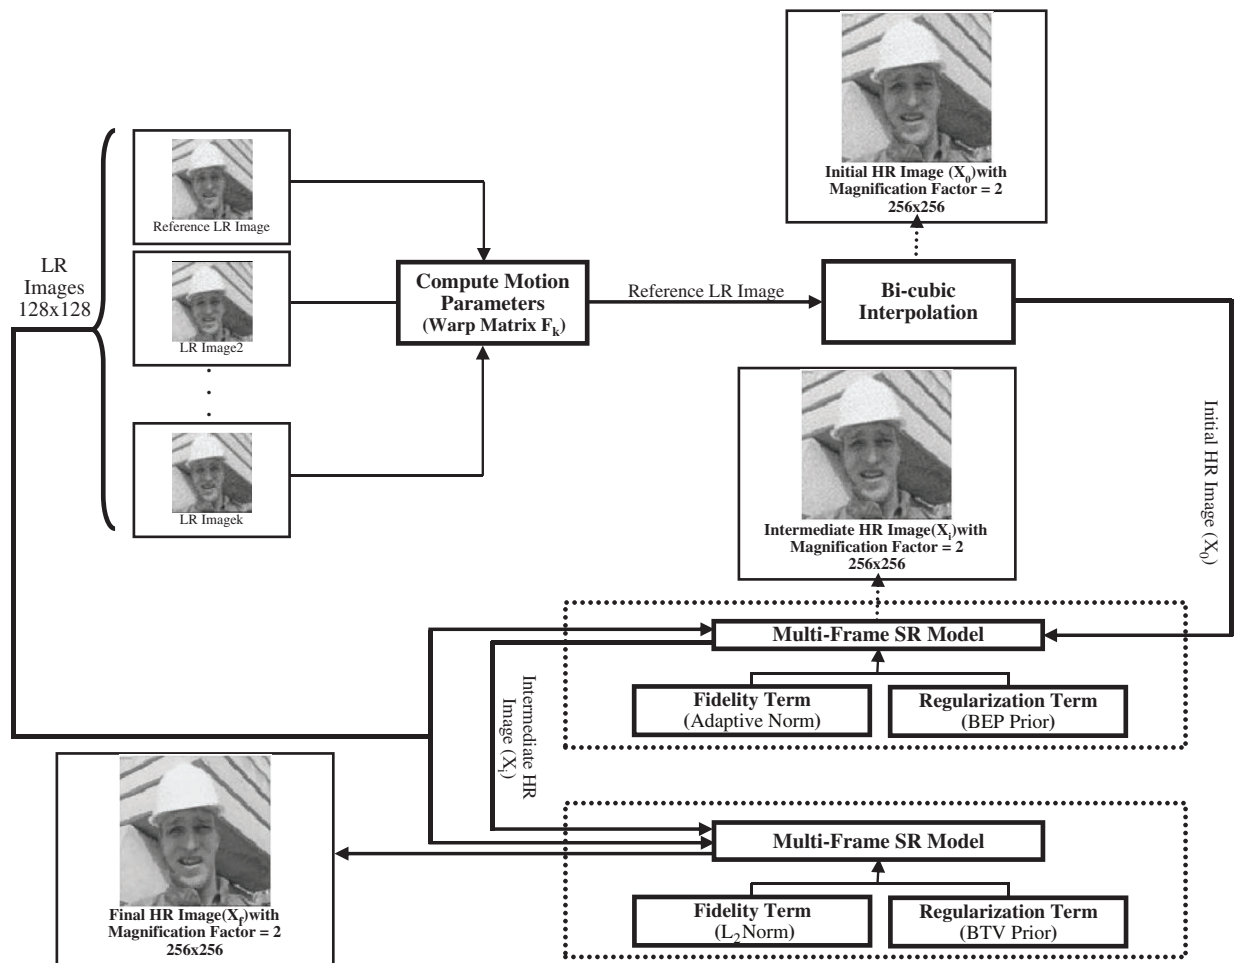 Initial HR Image (X0)with
Magnification Factor = 2
256x256
LR
Images
128x128
Reference LR Image
LR Image2
LR Imagek
Compute Motion
Parameters
(Warp Matrix Fk)
Reference LR Image
Bi-cubic
Interpolation
Initial HR Image (X0)
Intermediate HR Image(Xi)with
Magnification Factor = 2
256x256
Multi-Frame SR Model
Fidelity Term
(Adaptive Norm)
Regularization Term
(BEP Prior)
Intermediate HR
Image (Xi)
Multi-Frame SR Model
Fidelity Term
(L2Norm)
Regularization Term
(BTV Prior)
Final HR Image(Xf)with
Magnification Factor = 2
256x256